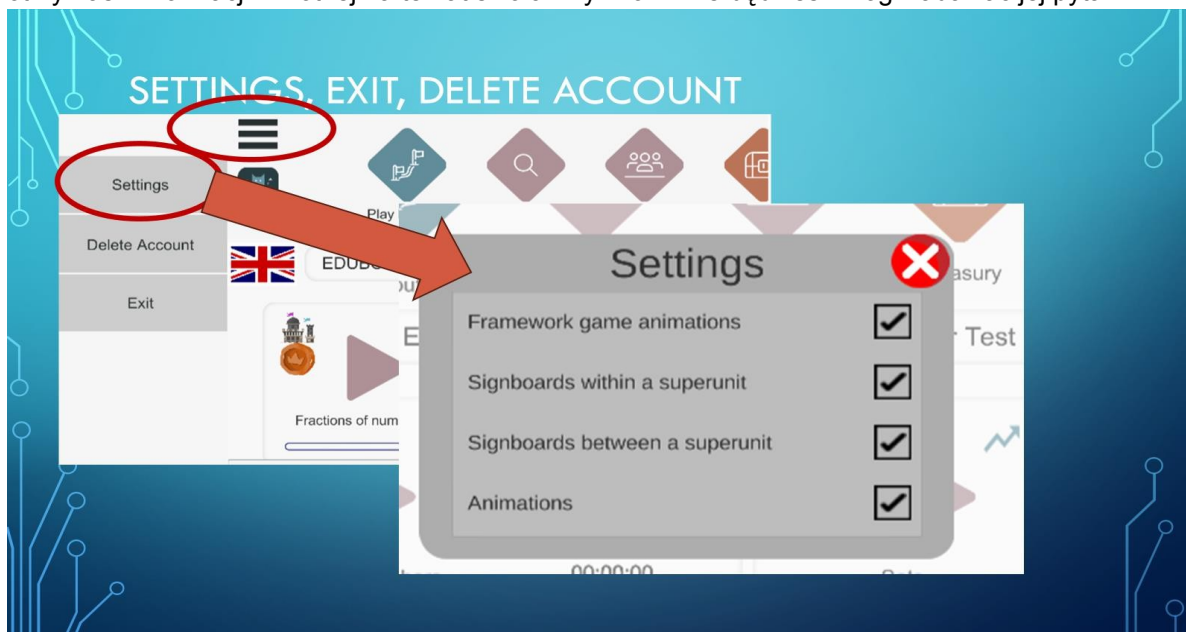 SETTINGS, EXIT, DELETE ACCOUNT
Settings
Delete Account
Exit
Play
Fractions of num
Settings
asury
Test
Framework game animations
Signboards within a superunit
Signboards between a superunit
Animations
00:00:00